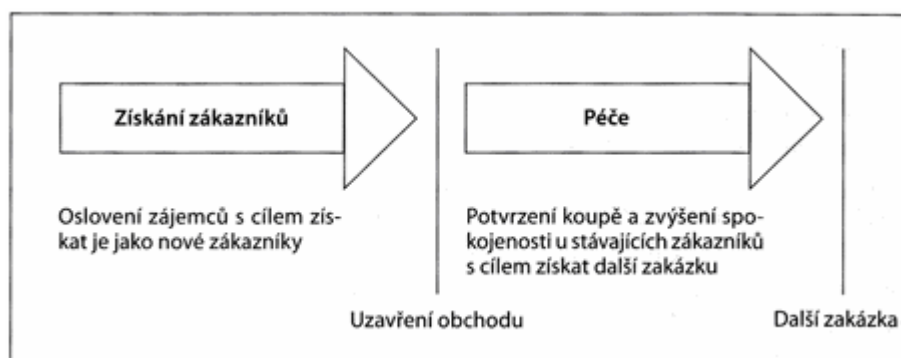 Získání zákazníků
Péče
Oslovení zájemců s cílem zís-
kat je jako nové zákazníky
Potvrzení koupě a zvýšení spo-
kojenosti u stávajících zákazníků
s cílem získat další zakázku
Uzavření obchodu
Další zakázka